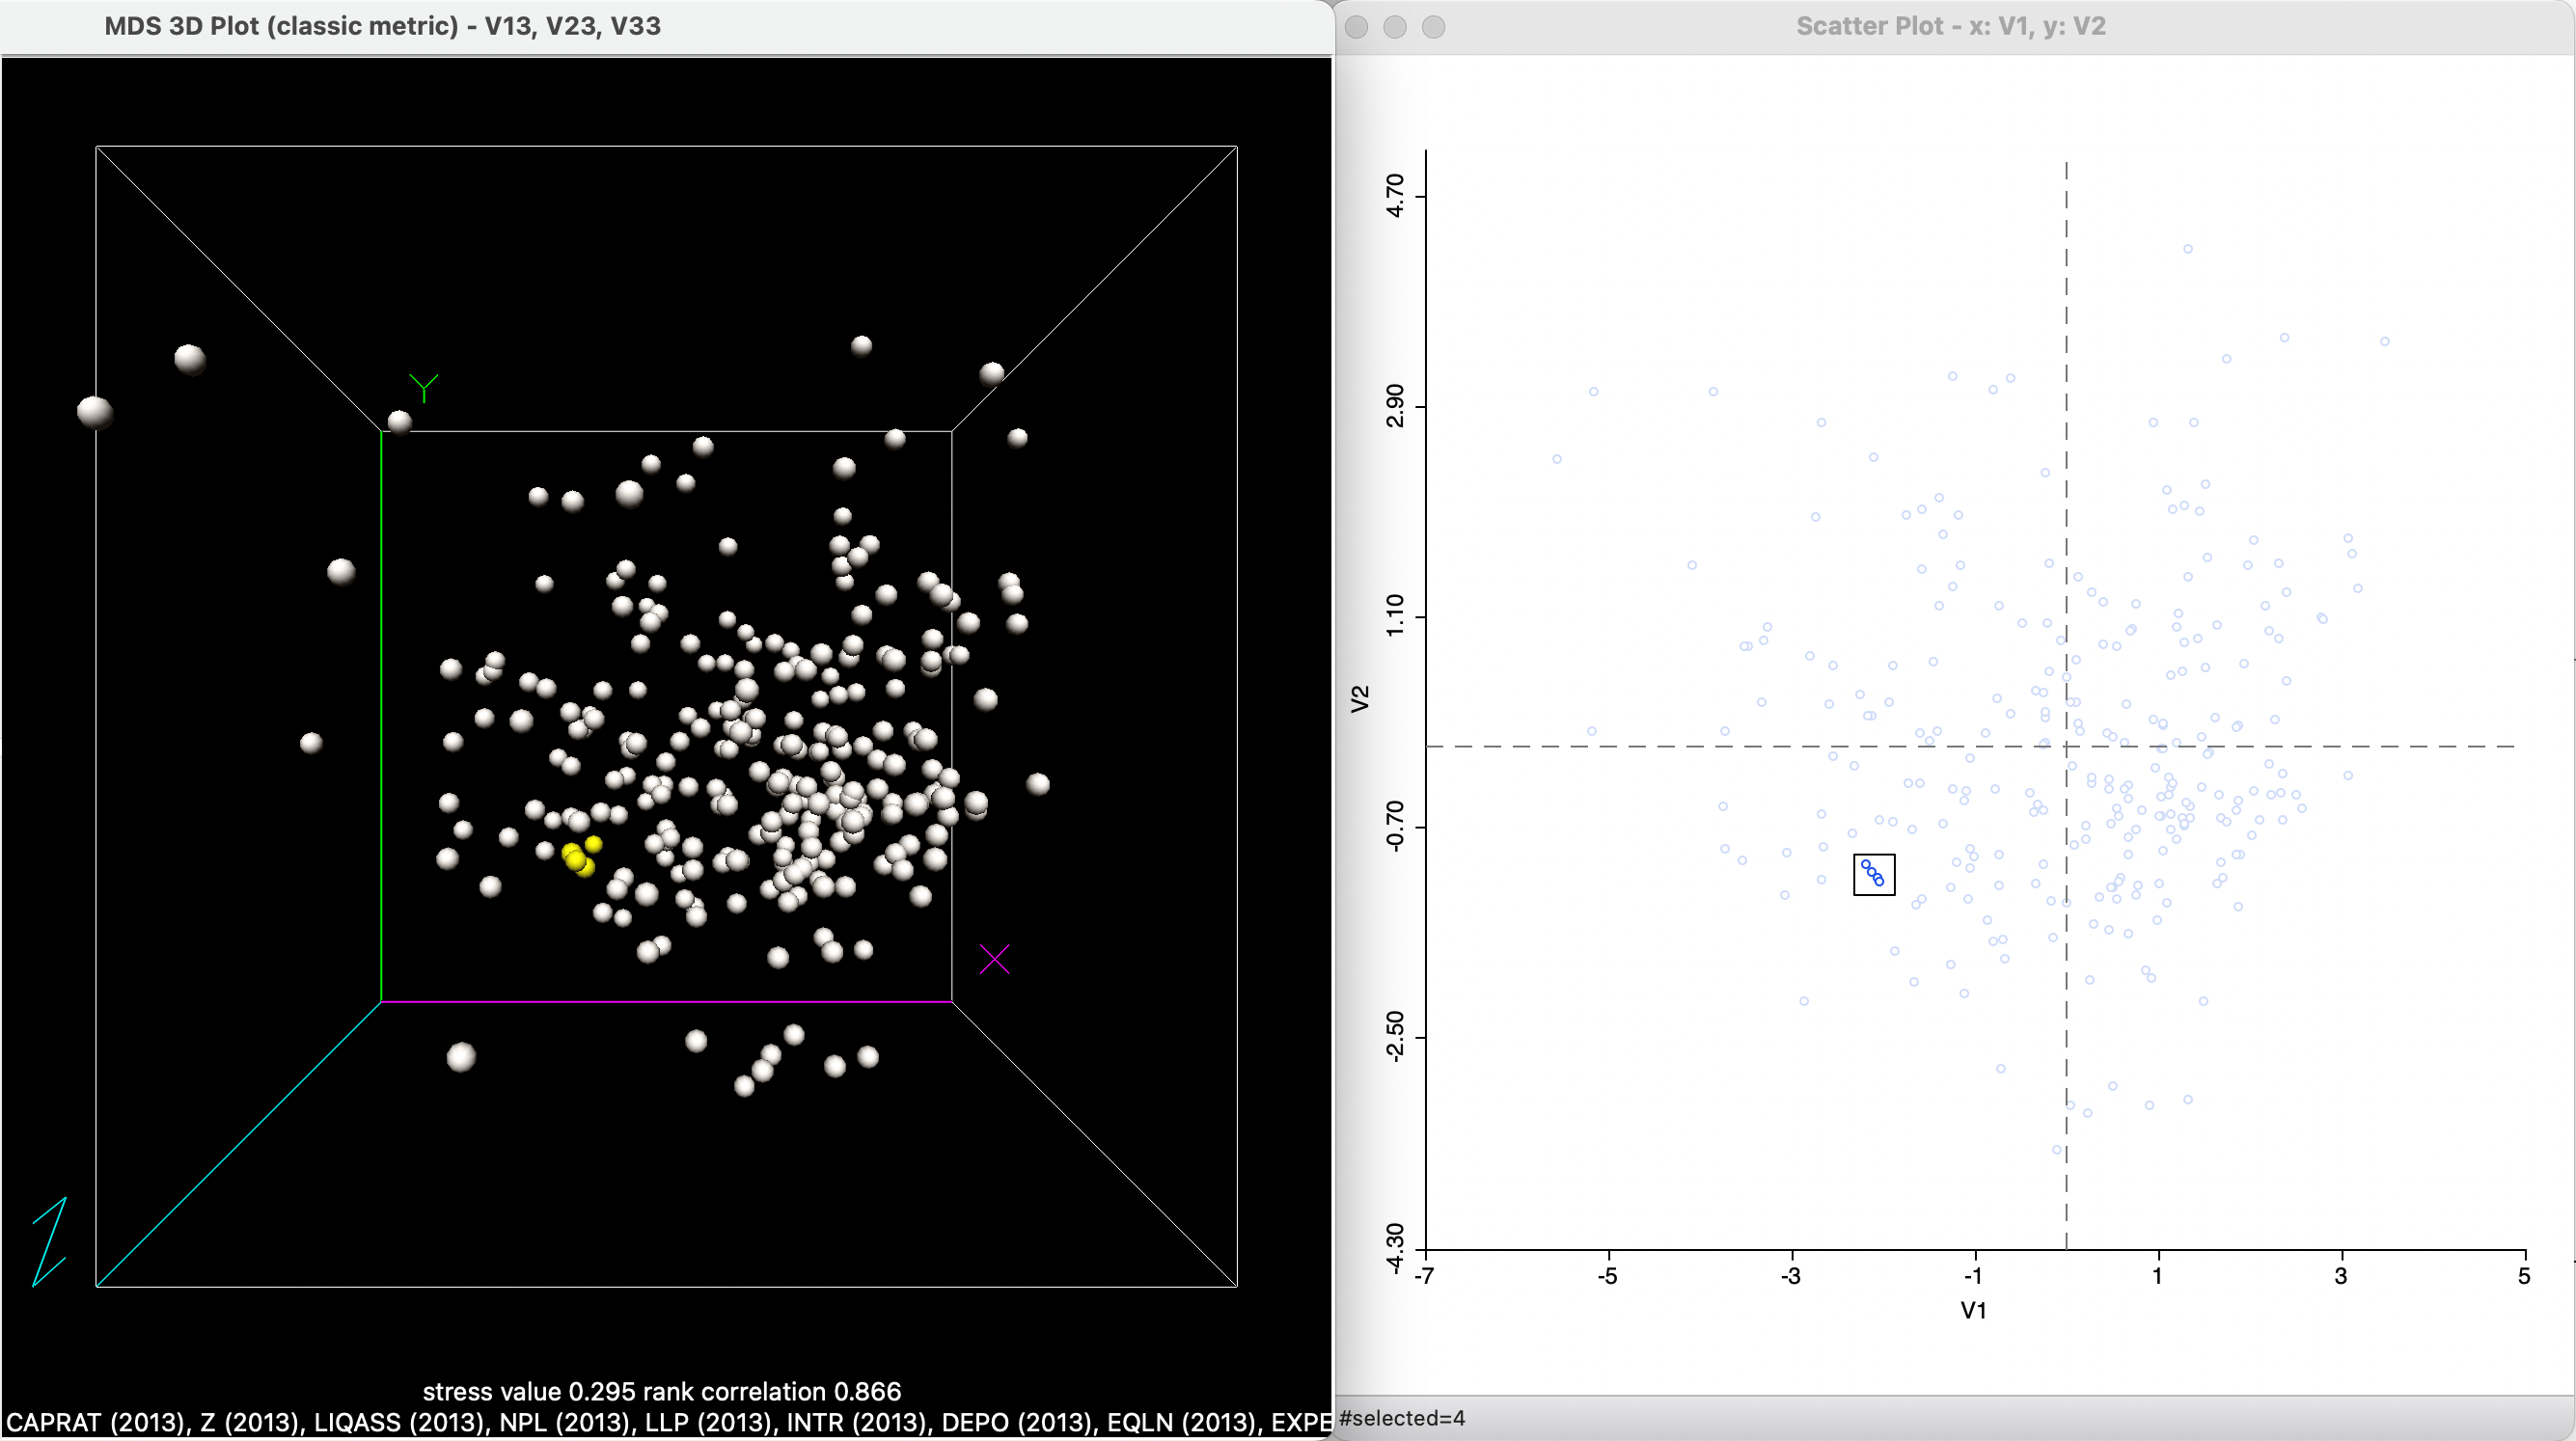 MDS 3D Plot (classic metric) - V13, V23, V33
Y
X
Z
stress value 0.295 rank correlation 0.866
CAPRAT (2013), Z (2013), LIQASS (2013), NPL (2013), LLP (2013), INTR (2013), DEPO (2013), EQLN (2013), EXPE
Scatter Plot - x: V1, y: V2
4.70
2.90
1.10
-0.70
-2.50
-4.30
V2
-7 -5 -3 -1 1 3 5
V1
#selected=4